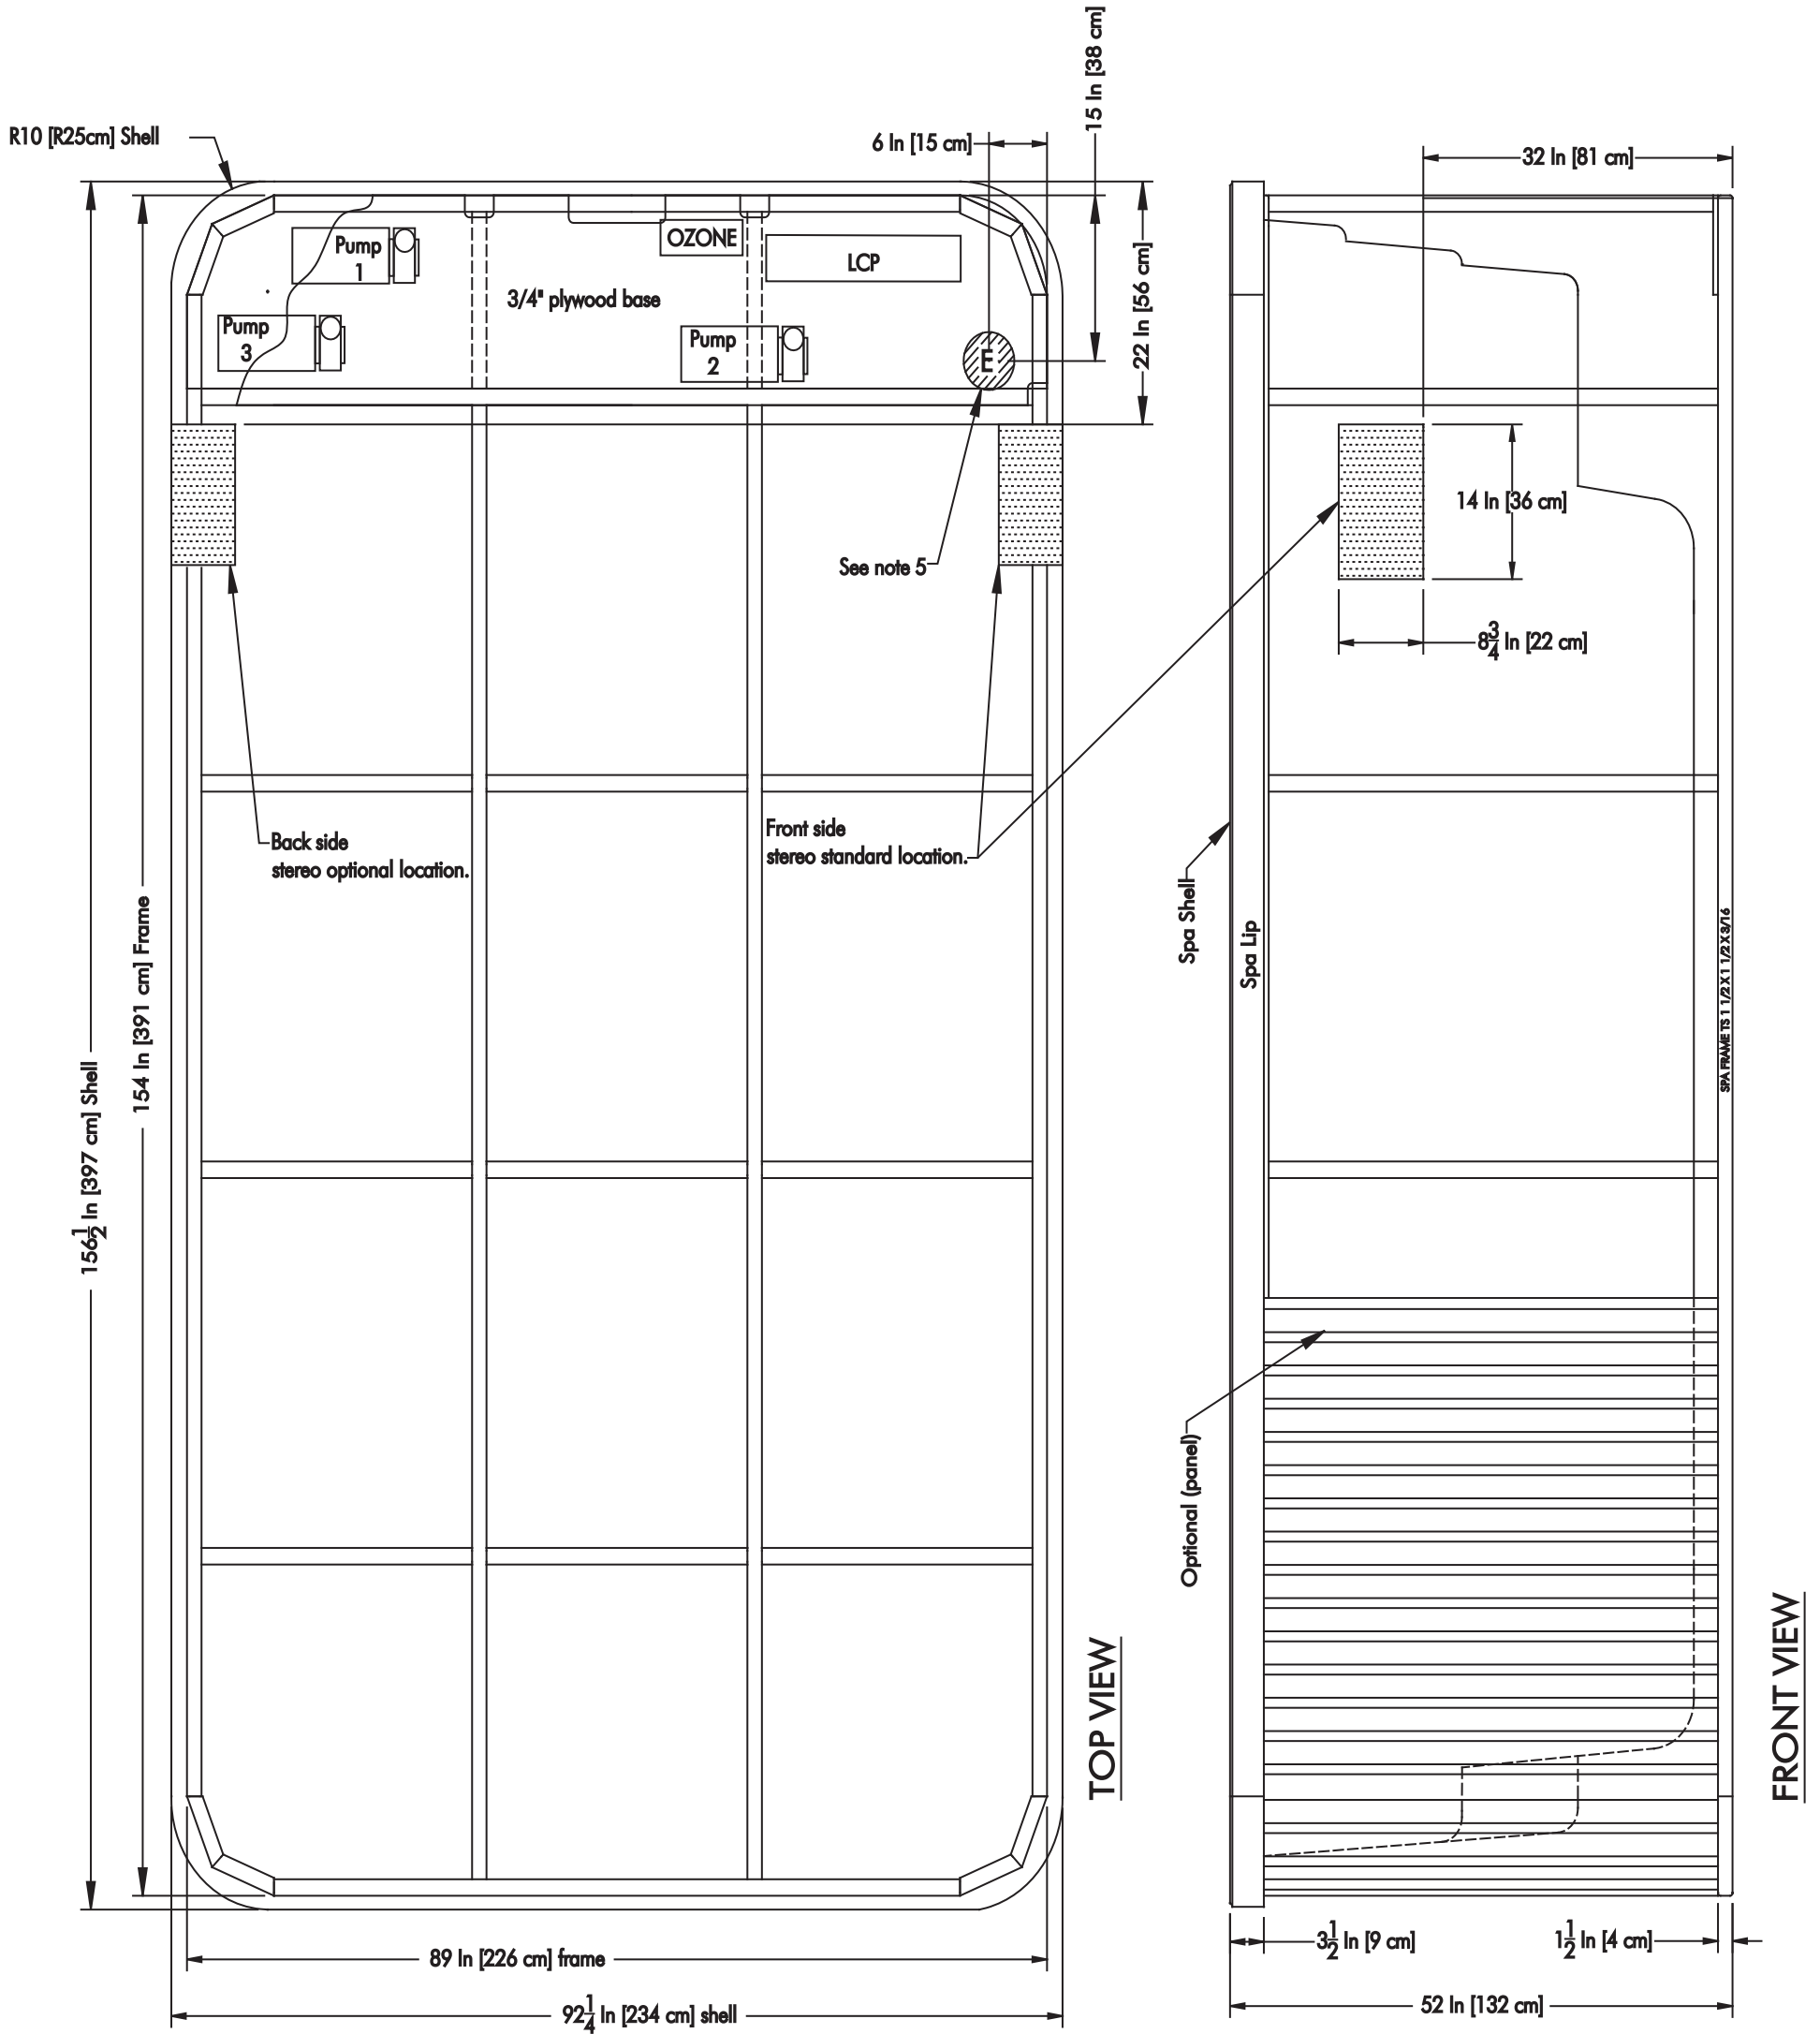 15 In [38 cm]
R10 [R25cm] Shell
6 In [15 cm]
32 In [81 cm]
Pump
1
OZONE
LCP
3/4" plywood base
22 In [56 cm]
Pump
3
Pump
2
E
14 In [36 cm]
See note 5
8 3/4 In [22 cm]
Back side
stereo optional location.
Front side
stereo standard location.
Spa Shell
Spa Lip
154 In [391 cm] Frame
SPA FRAME TS 1 1/2 X 1 1/2 X 3/16
156 1/2 In [397 cm] Shell
Optional (panel)
TOP VIEW
FRONT VIEW
89 In [226 cm] frame
3 1/2 In [9 cm]
1 1/2 In [4 cm]
92 1/4 In [234 cm] shell
52 In [132 cm]